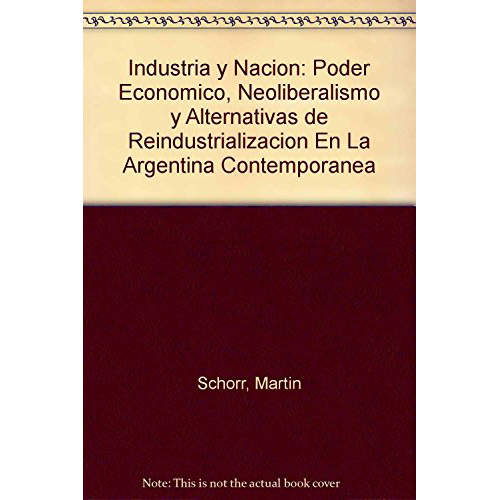 Industria y Nacion: Poder
Economico, Neoliberalismo
y Alternativas de
Reindustrializacion En La
Argentina Contemporanea
Schorr, Martin
Note: This is not the actual book cover